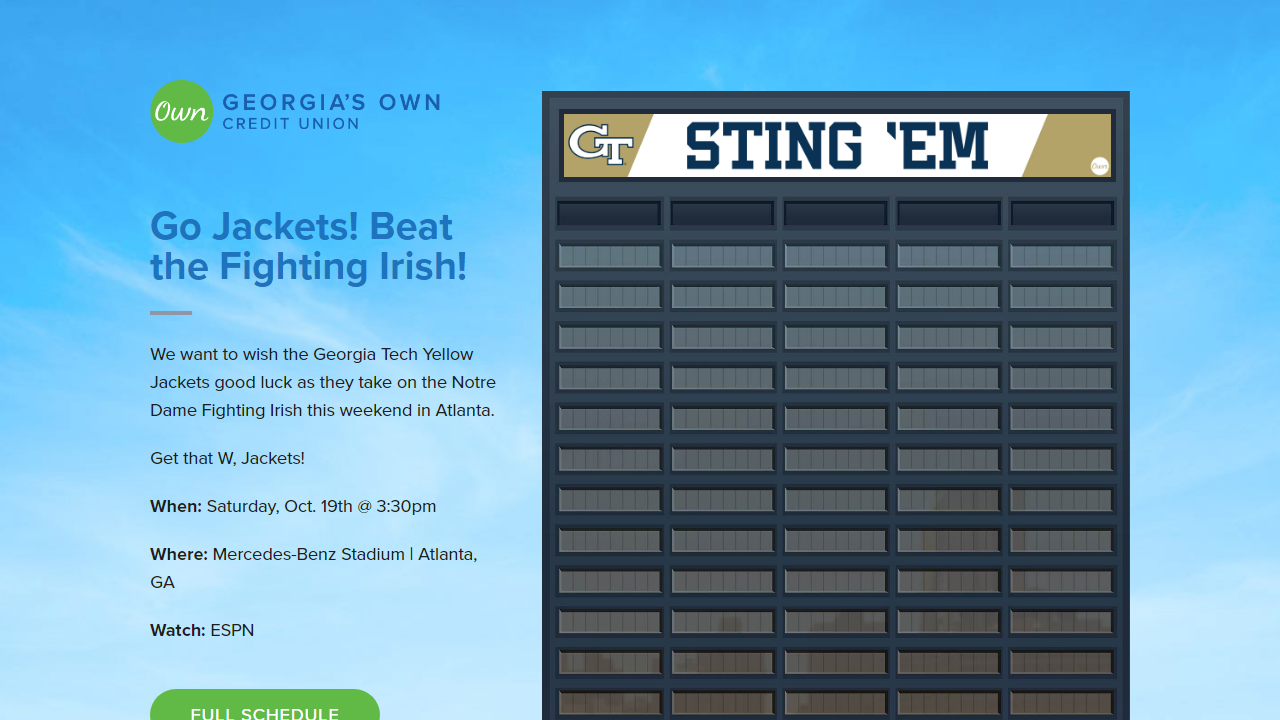 Own
GEORGIA'S OWN
CREDIT UNION
GT
STING 'EM
Own
Go Jackets! Beat
the Fighting Irish!
We want to wish the Georgia Tech Yellow
Jackets good luck as they take on the Notre
Dame Fighting Irish this weekend in Atlanta.
Get that W, Jackets!
When: Saturday, Oct. 19th @ 3:30pm
Where: Mercedes-Benz Stadium | Atlanta,
GA
Watch: ESPN
FULL SCHEDULE